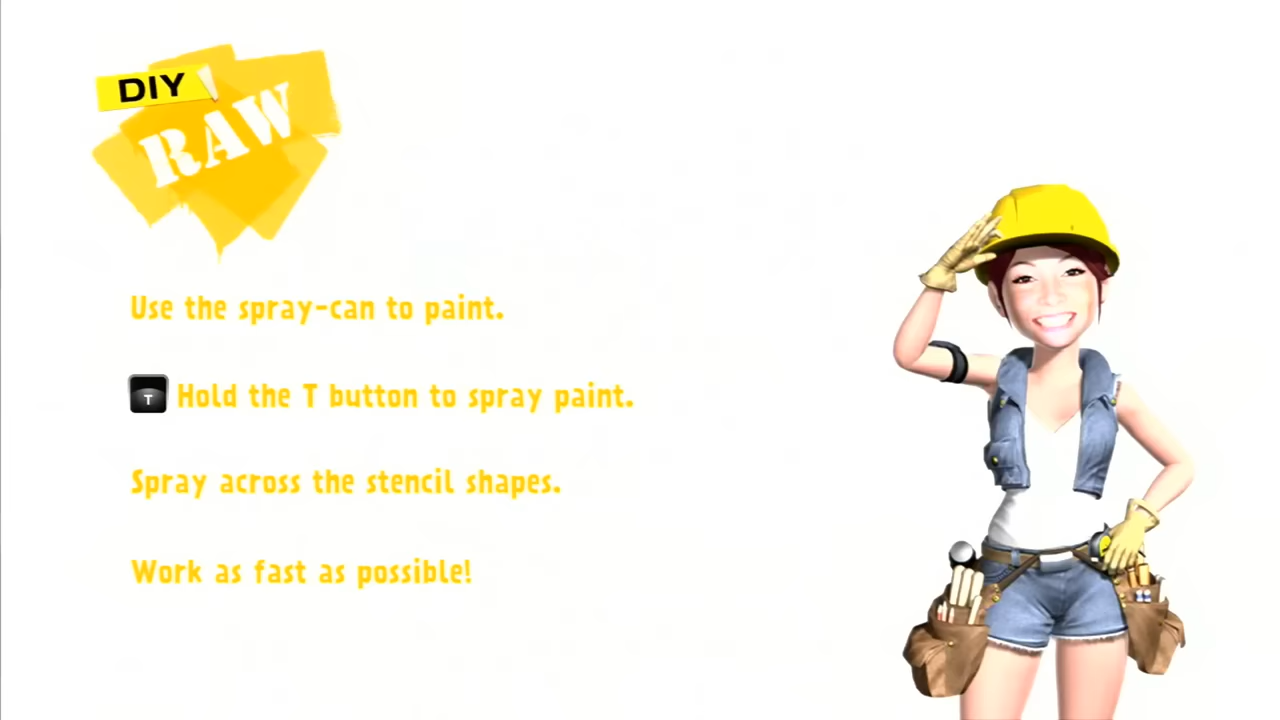 DIY
RAW
Use the spray-can to paint.
T Hold the T button to spray paint.
Spray across the stencil shapes.
Work as fast as possible!